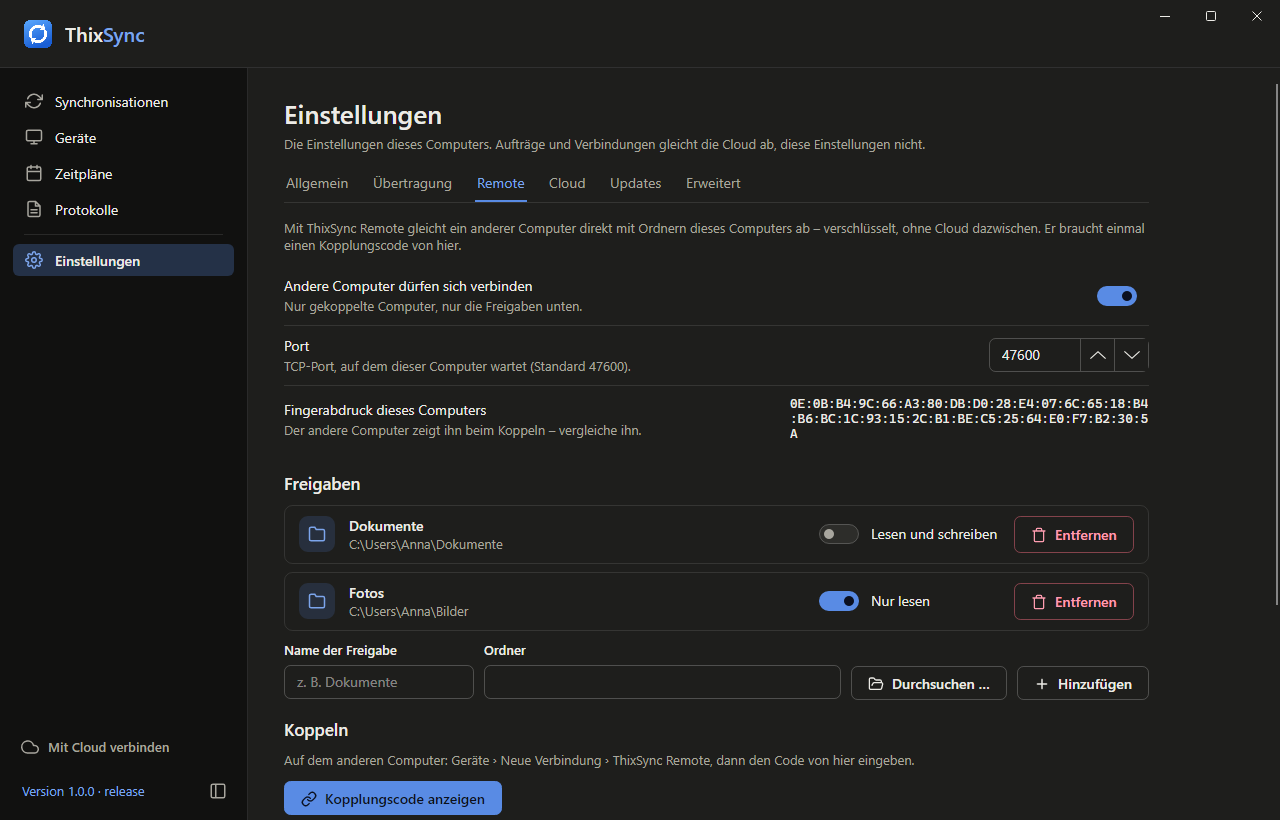 ThixSync
Synchronisationen
Geräte
Zeitpläne
Protokolle
Einstellungen
Mit Cloud verbinden
Version 1.0.0 · release
Einstellungen
Die Einstellungen dieses Computers. Aufträge und Verbindungen gleicht die Cloud ab, diese Einstellungen nicht.
Allgemein Übertragung Remote Cloud Updates Erweitert
Mit ThixSync Remote gleicht ein anderer Computer direkt mit Ordnern dieses Computers ab – verschlüsselt, ohne Cloud dazwischen. Er braucht einmal
einen Kopplungscode von hier.
Andere Computer dürfen sich verbinden
Nur gekoppelte Computer, nur die Freigaben unten.
Port
TCP-Port, auf dem dieser Computer wartet (Standard 47600).
47600
Fingerabdruck dieses Computers
Der andere Computer zeigt ihn beim Koppeln – vergleiche ihn.
0E:0B:B4:9C:66:A3:80:DB:D0:28:E4:07:6C:65:18:B4
:B6:BC:1C:93:15:2C:B1:BE:C5:25:64:E0:F7:B2:30:5
A
Freigaben
Dokumente
C:\Users\Anna\Dokumente
Lesen und schreiben
Entfernen
Fotos
C:\Users\Anna\Bilder
Nur lesen
Entfernen
Name der Freigabe Ordner
z. B. Dokumente
Durchsuchen ...
Hinzufügen
Koppeln
Auf dem anderen Computer: Geräte › Neue Verbindung › ThixSync Remote, dann den Code von hier eingeben.
Kopplungscode anzeigen